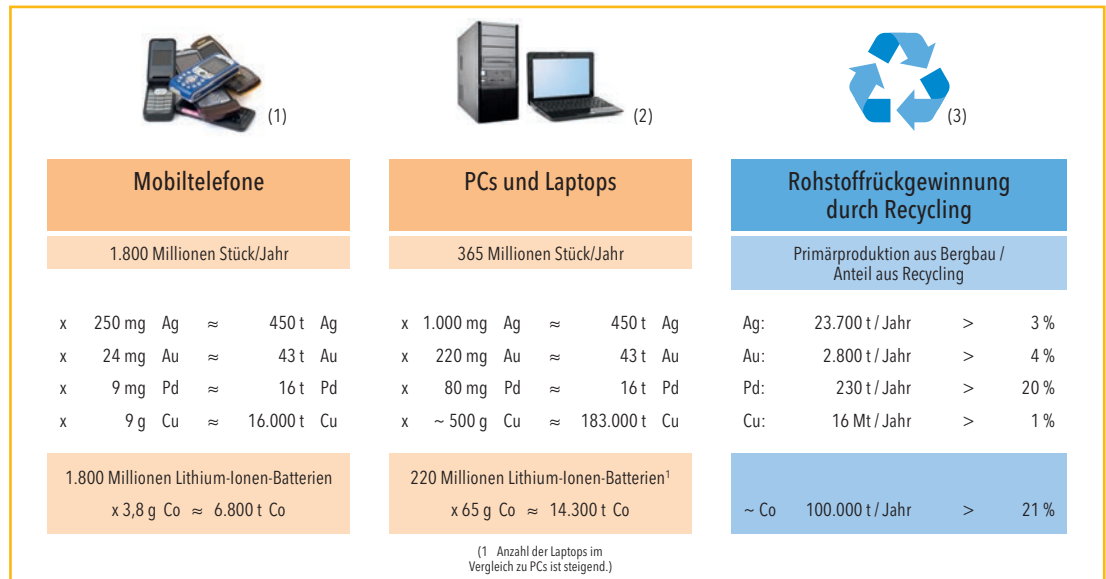 (1)
(2)
(3)
Mobiltelefone
1.800 Millionen Stück/Jahr
x 250 mg Ag ≈ 450 t Ag
x 24 mg Au ≈ 43 t Au
x 9 mg Pd ≈ 16 t Pd
x 9 g Cu ≈ 16.000 t Cu
1.800 Millionen Lithium-Ionen-Batterien
x 3,8 g Co ≈ 6.800 t Co
PCs und Laptops
365 Millionen Stück/Jahr
x 1.000 mg Ag ≈ 450 t Ag
x 220 mg Au ≈ 43 t Au
x 80 mg Pd ≈ 16 t Pd
x ~ 500 g Cu ≈ 183.000 t Cu
220 Millionen Lithium-Ionen-Batterien¹
x 65 g Co ≈ 14.300 t Co
(1 Anzahl der Laptops im
Vergleich zu PCs ist steigend.)
Rohstoffrückgewinnung
durch Recycling
Primärproduktion aus Bergbau /
Anteil aus Recycling
Ag: 23.700 t / Jahr > 3 %
Au: 2.800 t / Jahr > 4 %
Pd: 230 t / Jahr > 20 %
Cu: 16 Mt / Jahr > 1 %
~ Co 100.000 t / Jahr > 21 %